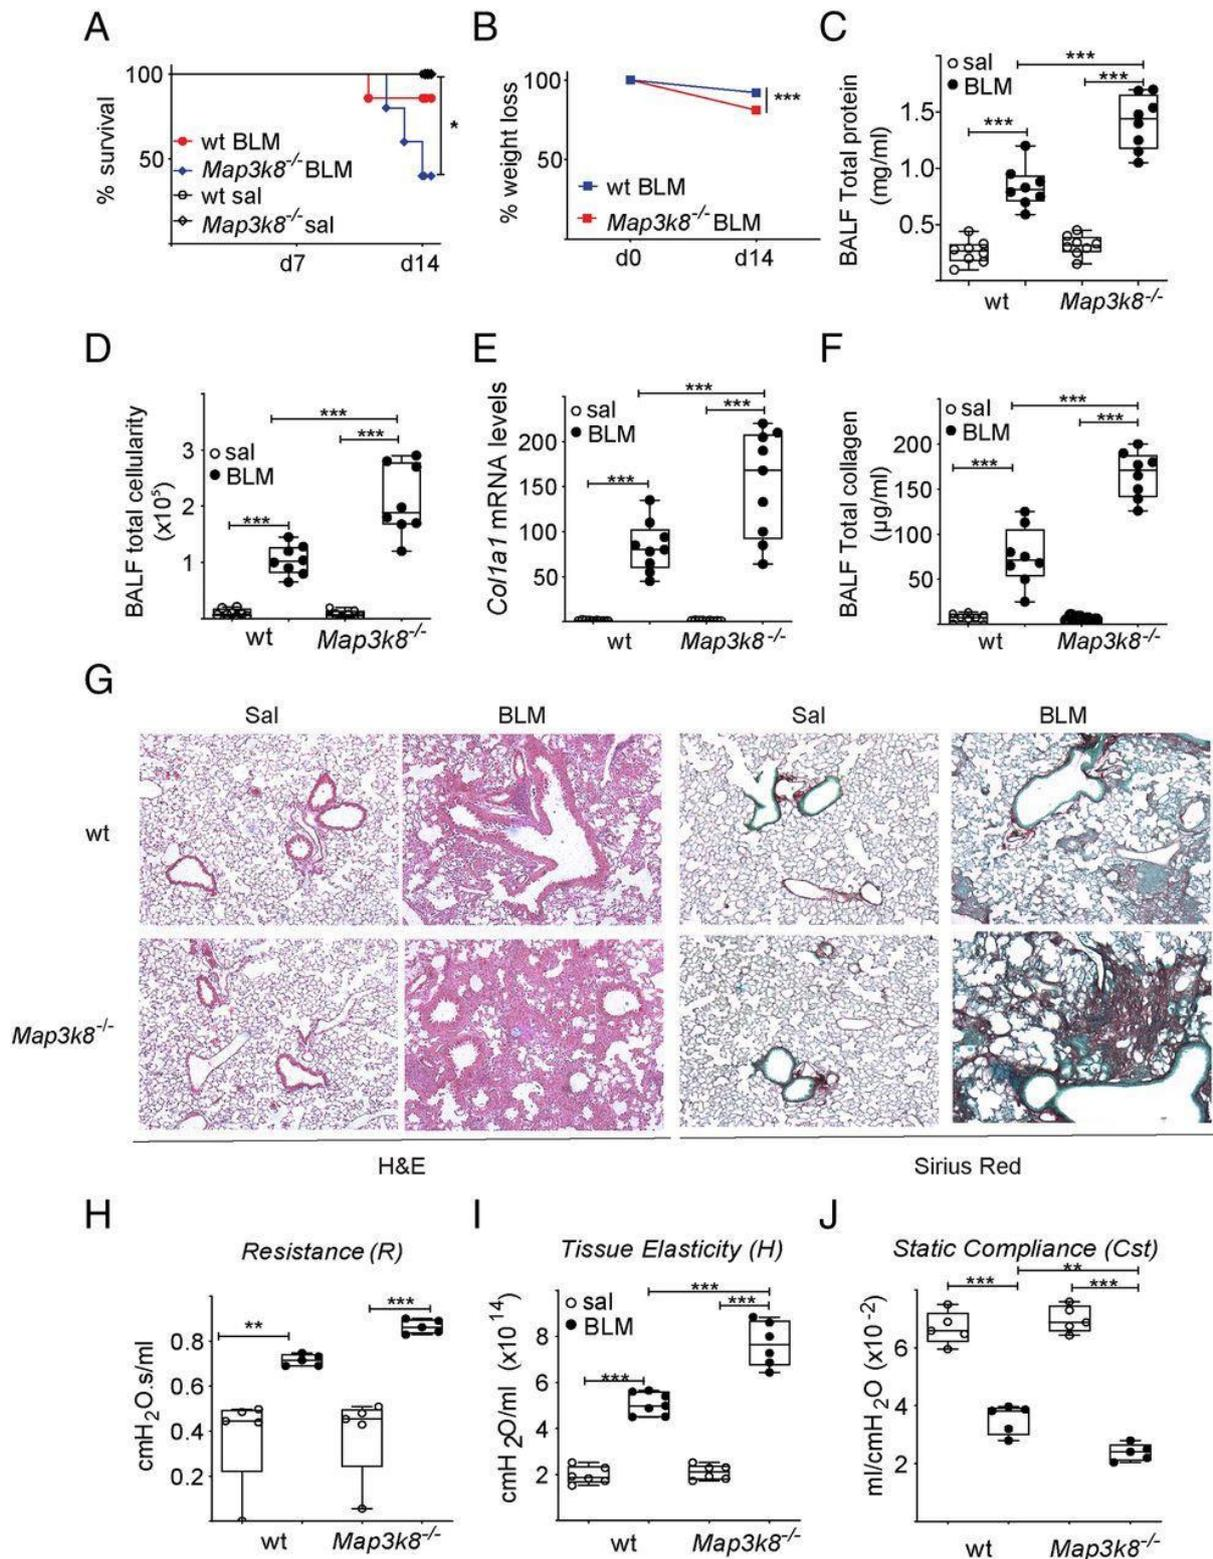 A
100
50
% survival
wt BLM
Map3k8-/- BLM
wt sal
Map3k8-/- sal
d7
d14
*
B
100
50
% weight loss
wt BLM
Map3k8-/- BLM
d0
d14
***
C
sal
BLM
***
***
***
1.5
1.0
0.5
BALF Total protein
(mg/ml)
wt
Map3k8-/-
D
BALF total cellularity
(x10⁵)
3
2
1
sal
BLM
***
***
***
wt
Map3k8-/-
E
Col1a1 mRNA levels
200
150
100
50
sal
BLM
***
***
***
wt
Map3k8-/-
F
BALF Total collagen
(µg/ml)
200
150
100
50
sal
BLM
***
***
***
wt
Map3k8-/-
G
Sal
BLM
Sal
BLM
wt
Map3k8-/-
H&E
Sirius Red
H
Resistance (R)
cmH2O.s/ml
0.8
0.6
0.4
0.2
**
***
wt
Map3k8-/-
I
Tissue Elasticity (H)
cmH 2O/ml (x10 14)
8
6
4
2
sal
BLM
***
***
***
wt
Map3k8-/-
J
Static Compliance (Cst)
ml/cmH 2O (x10 -2)
6
4
2
**
***
***
wt
Map3k8-/-